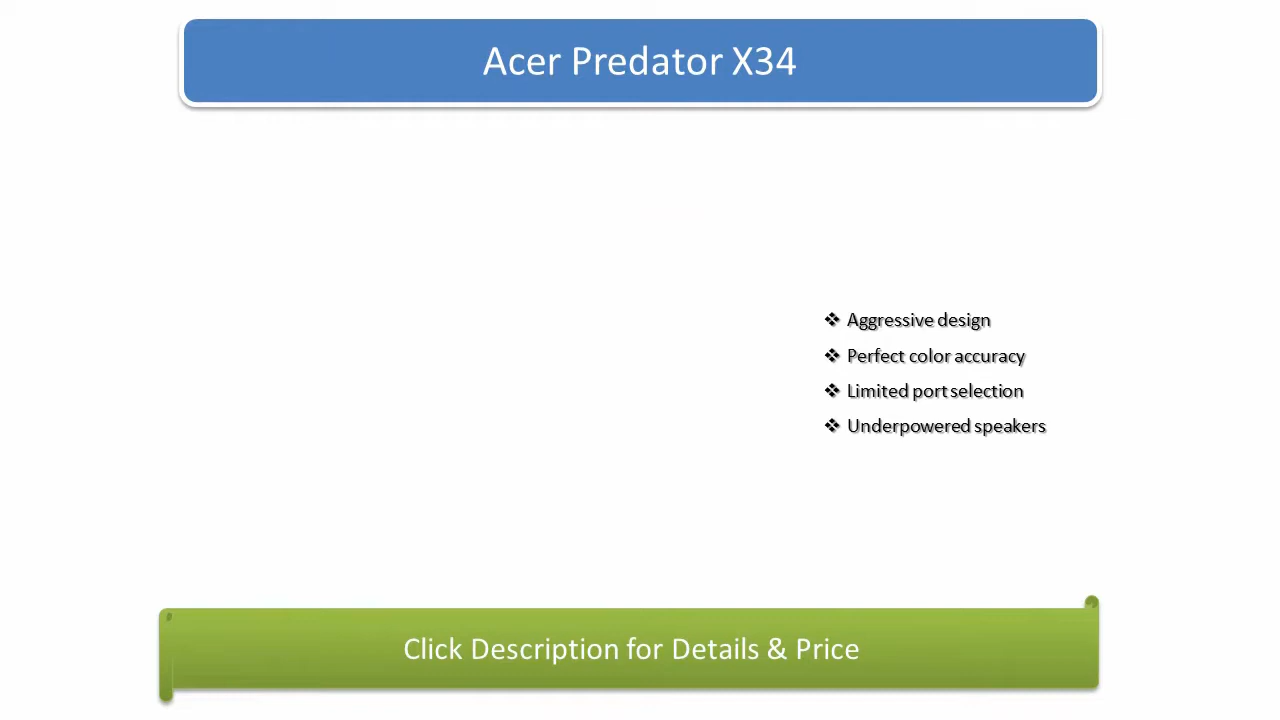 Acer Predator X34
❖ Aggressive design
❖ Perfect color accuracy
❖ Limited port selection
❖ Underpowered speakers
Click Description for Details & Price